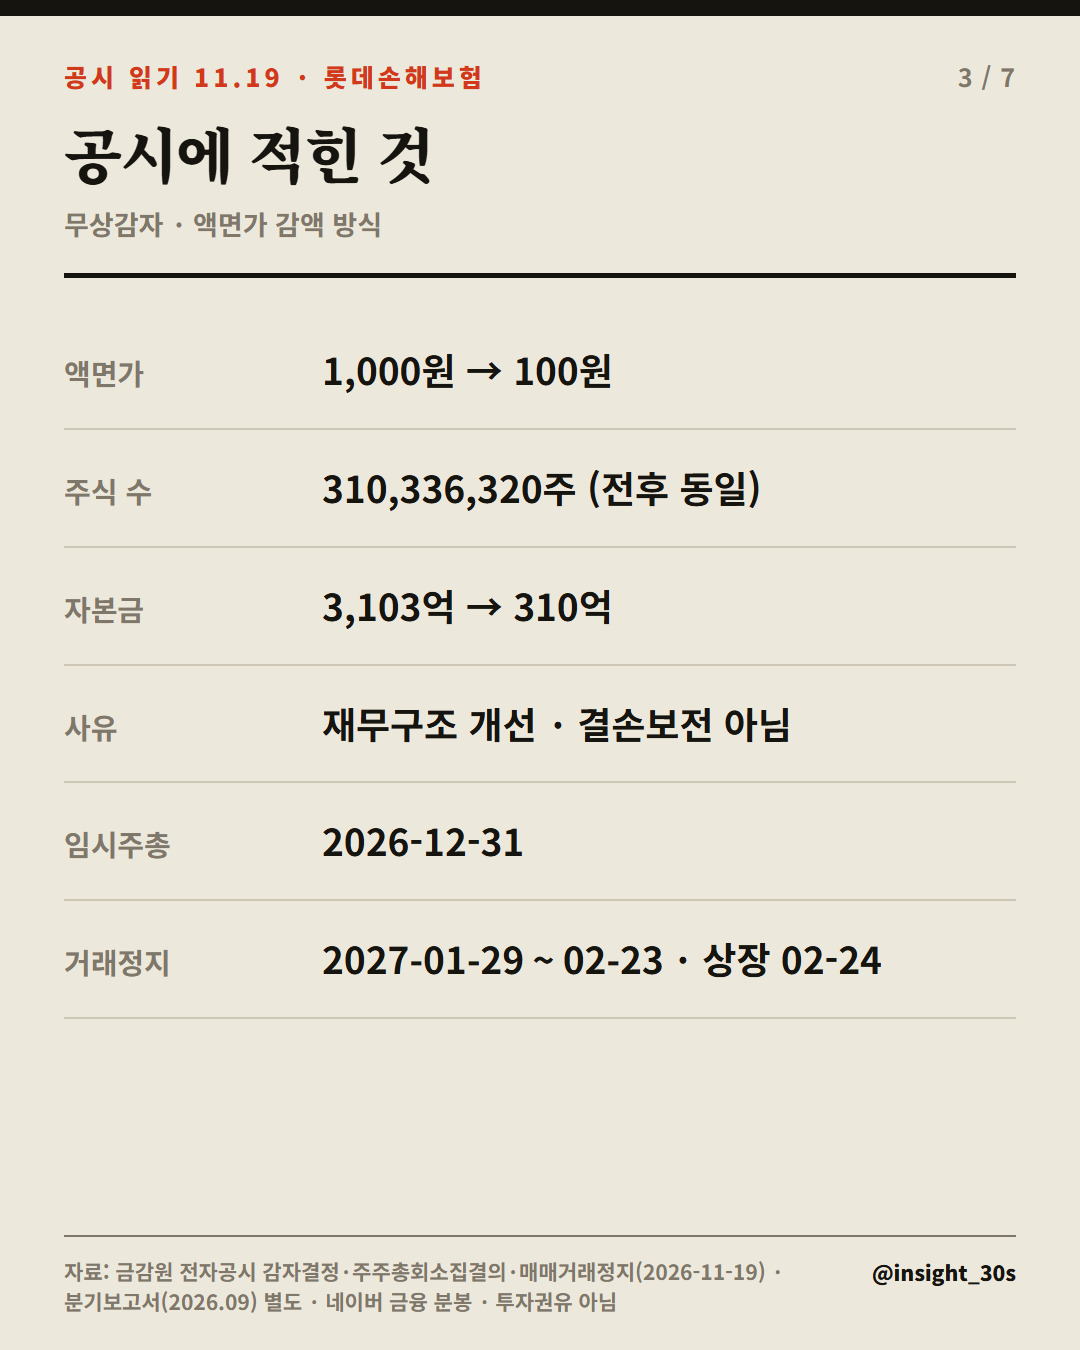 공시 읽기 11.19 · 롯데손해보험
3 / 7
공시에 적힌 것
무상감자 · 액면가 감액 방식
액면가 1,000원 → 100원
주식 수 310,336,320주 (전후 동일)
자본금 3,103억 → 310억
사유 재무구조 개선 · 결손보전 아님
임시주총 2026-12-31
거래정지 2027-01-29 ~ 02-23 · 상장 02-24
자료: 금감원 전자공시 감자결정·주주총회소집결의·매매거래정지(2026-11-19) ·
분기보고서(2026.09) 별도 · 네이버 금융 분봉 · 투자권유 아님
@insight_30s